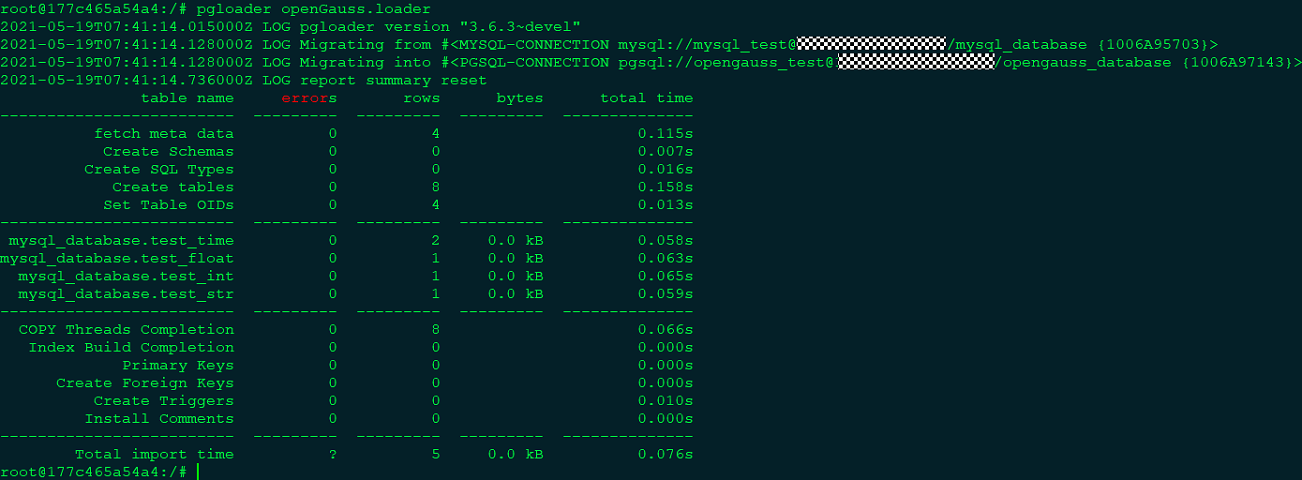 root@177c465a54a4:/# pgloader openGauss.loader
2021-05-19T07:41:14.015000Z LOG pgloader version "3.6.3~devel"
2021-05-19T07:41:14.128000Z LOG Migrating from #<MYSQL-CONNECTION mysql://mysql_test@/mysql_database {1006A95703}>
2021-05-19T07:41:14.128000Z LOG Migrating into #<PGSQL-CONNECTION pgsql://opengauss_test@/opengauss_database {1006A97143}>
2021-05-19T07:41:14.736000Z LOG report summary reset
table name errors rows bytes total time
------------------------- --------- --------- --------- --------------
fetch meta data 0 4 0.115s
Create Schemas 0 0 0.007s
Create SQL Types 0 0 0.016s
Create tables 0 8 0.158s
Set Table OIDs 0 4 0.013s
------------------------- --------- --------- --------- --------------
mysql_database.test_time 0 2 0.0 kB 0.058s
mysql_database.test_float 0 1 0.0 kB 0.063s
mysql_database.test_int 0 1 0.0 kB 0.065s
mysql_database.test_str 0 1 0.0 kB 0.059s
------------------------- --------- --------- --------- --------------
COPY Threads Completion 0 8 0.066s
Index Build Completion 0 0 0.000s
Primary Keys 0 0 0.000s
Create Foreign Keys 0 0 0.000s
Create Triggers 0 0 0.010s
Install Comments 0 0 0.000s
------------------------- --------- --------- --------- --------------
Total import time ? 5 0.0 kB 0.076s
root@177c465a54a4:/#